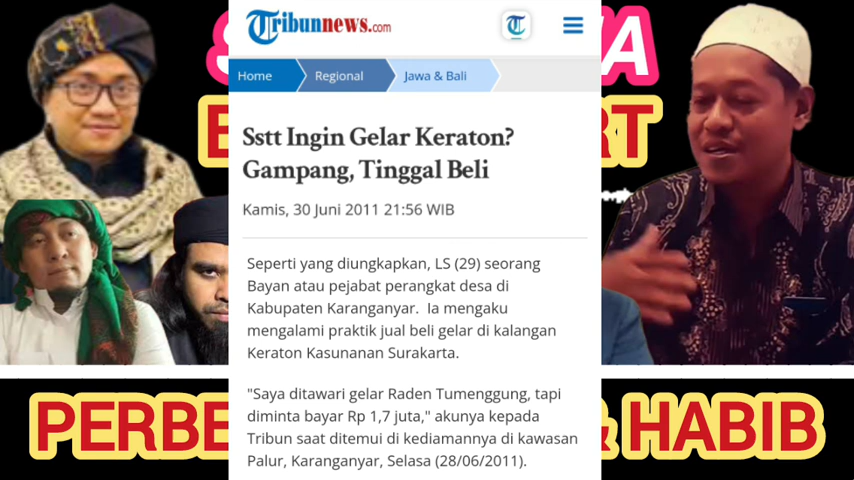 Tribunnews.com
Home Regional Jawa & Bali
Sstt Ingin Gelar Keraton?
Gampang, Tinggal Beli
Kamis, 30 Juni 2011 21:56 WIB
Seperti yang diungkapkan, LS (29) seorang
Bayan atau pejabat perangkat desa di
Kabupaten Karanganyar. Ia mengaku
mengalami praktik jual beli gelar di kalangan
Keraton Kasunanan Surakarta.
"Saya ditawari gelar Raden Tumenggung, tapi
diminta bayar Rp 1,7 juta," akunya kepada
Tribun saat ditemui di kediamannya di kawasan
Palur, Karanganyar, Selasa (28/06/2011).
& HABIB